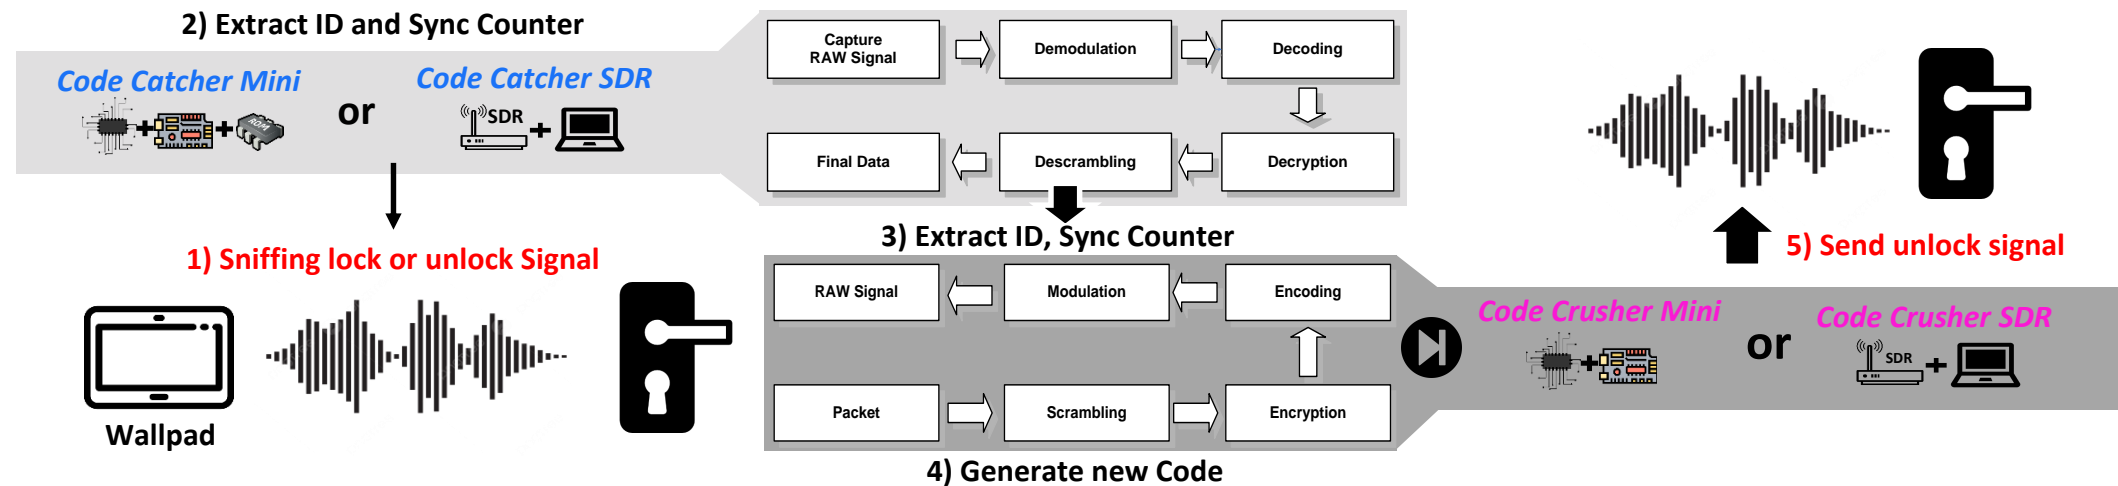 2) Extract ID and Sync Counter
Code Catcher Mini
or
Code Catcher SDR
ROM
SDR
Capture
RAW Signal
Demodulation
Decoding
Final Data
Descrambling
Decryption
1) Sniffing lock or unlock Signal
Wallpad
3) Extract ID, Sync Counter
RAW Signal
Modulation
Encoding
Packet
Scrambling
Encryption
4) Generate new Code
Code Crusher Mini
or
Code Crusher SDR
SDR
5) Send unlock signal